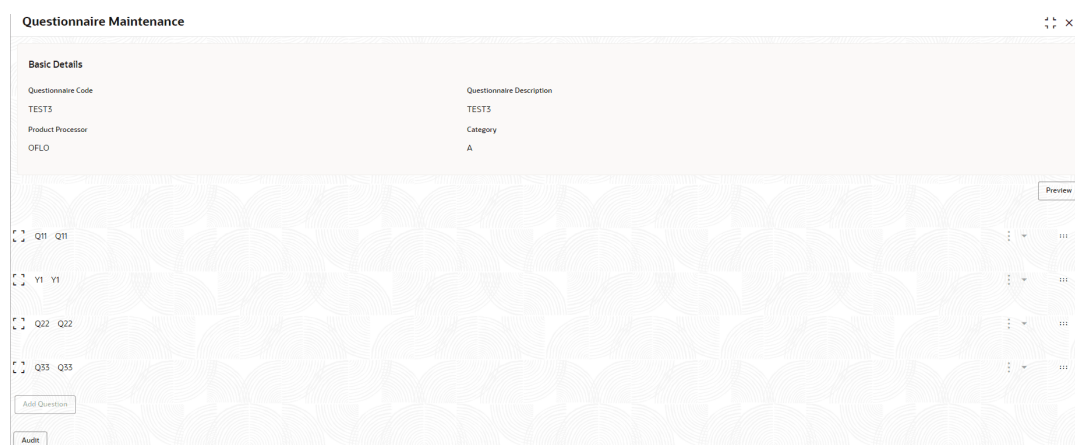 Questionnaire Maintenance
Basic Details
Questionnaire Code Questionnaire Description
TEST3 TEST3
Product Processor Category
OFLO A
Preview
Q11 Q11
Y1 Y1
Q22 Q22
Q33 Q33
Add Question
Audit